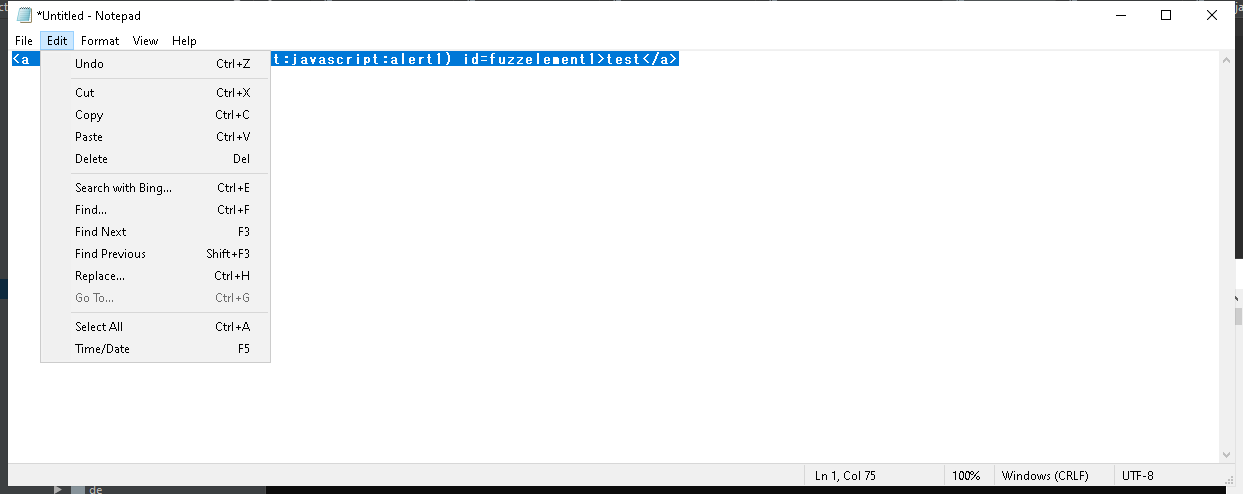 *Untitled - Notepad
File Edit Format View Help
<a t:javascript:alert1) id=fuzzelement1>test</a>
Undo Ctrl+Z
Cut Ctrl+X
Copy Ctrl+C
Paste Ctrl+V
Delete Del
Search with Bing... Ctrl+E
Find... Ctrl+F
Find Next F3
Find Previous Shift+F3
Replace... Ctrl+H
Go To... Ctrl+G
Select All Ctrl+A
Time/Date F5
Ln 1, Col 75 100% Windows (CRLF) UTF-8
de